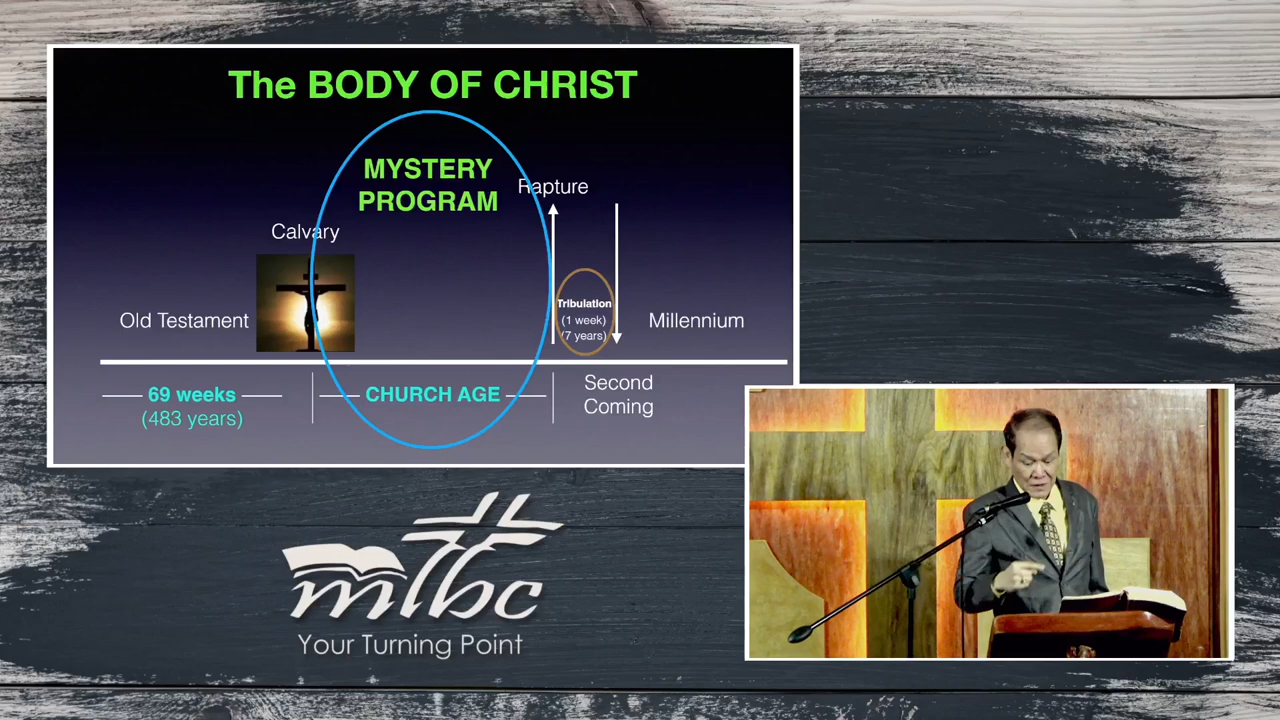 The BODY OF CHRIST
MYSTERY
PROGRAM
Rapture
Calvary
Tribulation
(1 week)
(7 years)
Old Testament
Millennium
69 weeks
(483 years)
CHURCH AGE
Second
Coming
mlbc
Your Turning Point